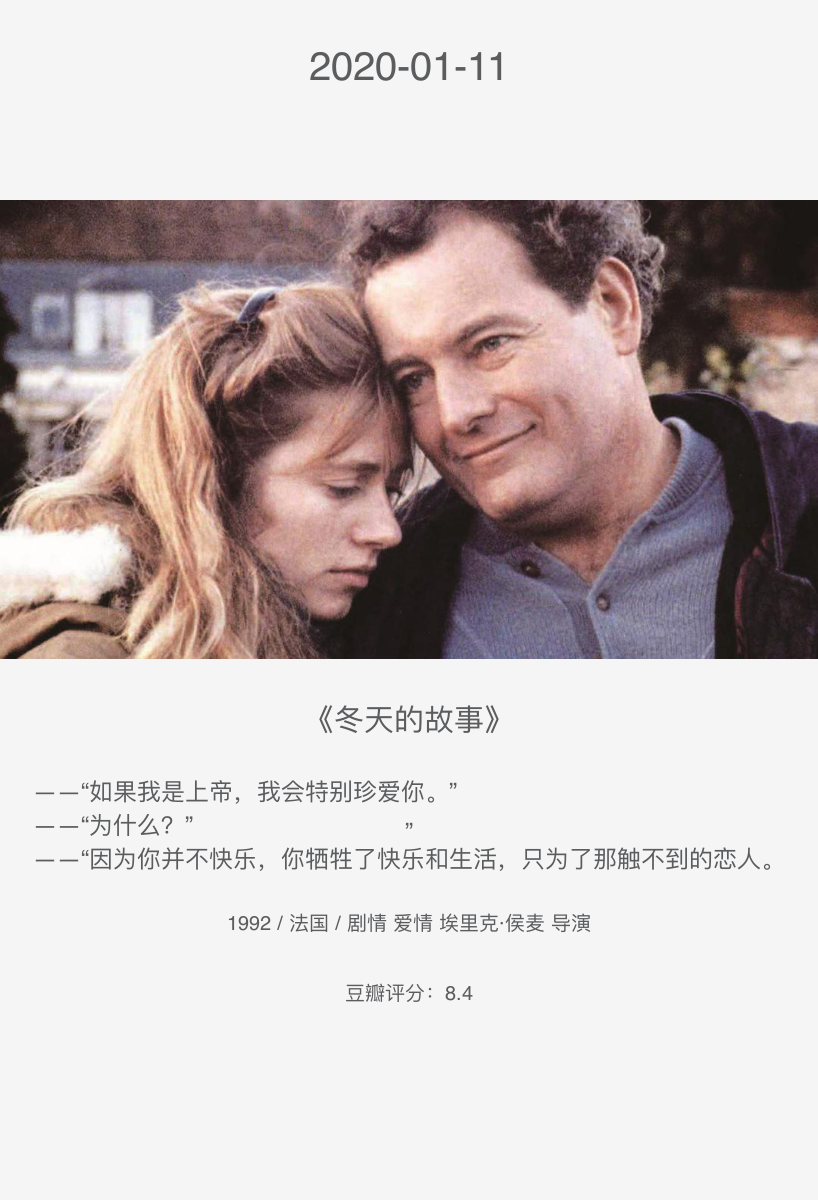 2020-01-11
《冬天的故事》
——“如果我是上帝，我会特别珍爱你。”
——“为什么？”
”
——“因为你并不快乐，你牺牲了快乐和生活，只为了那触不到的恋人。
1992 / 法国 / 剧情 爱情 埃里克·侯麦 导演
豆瓣评分：8.4